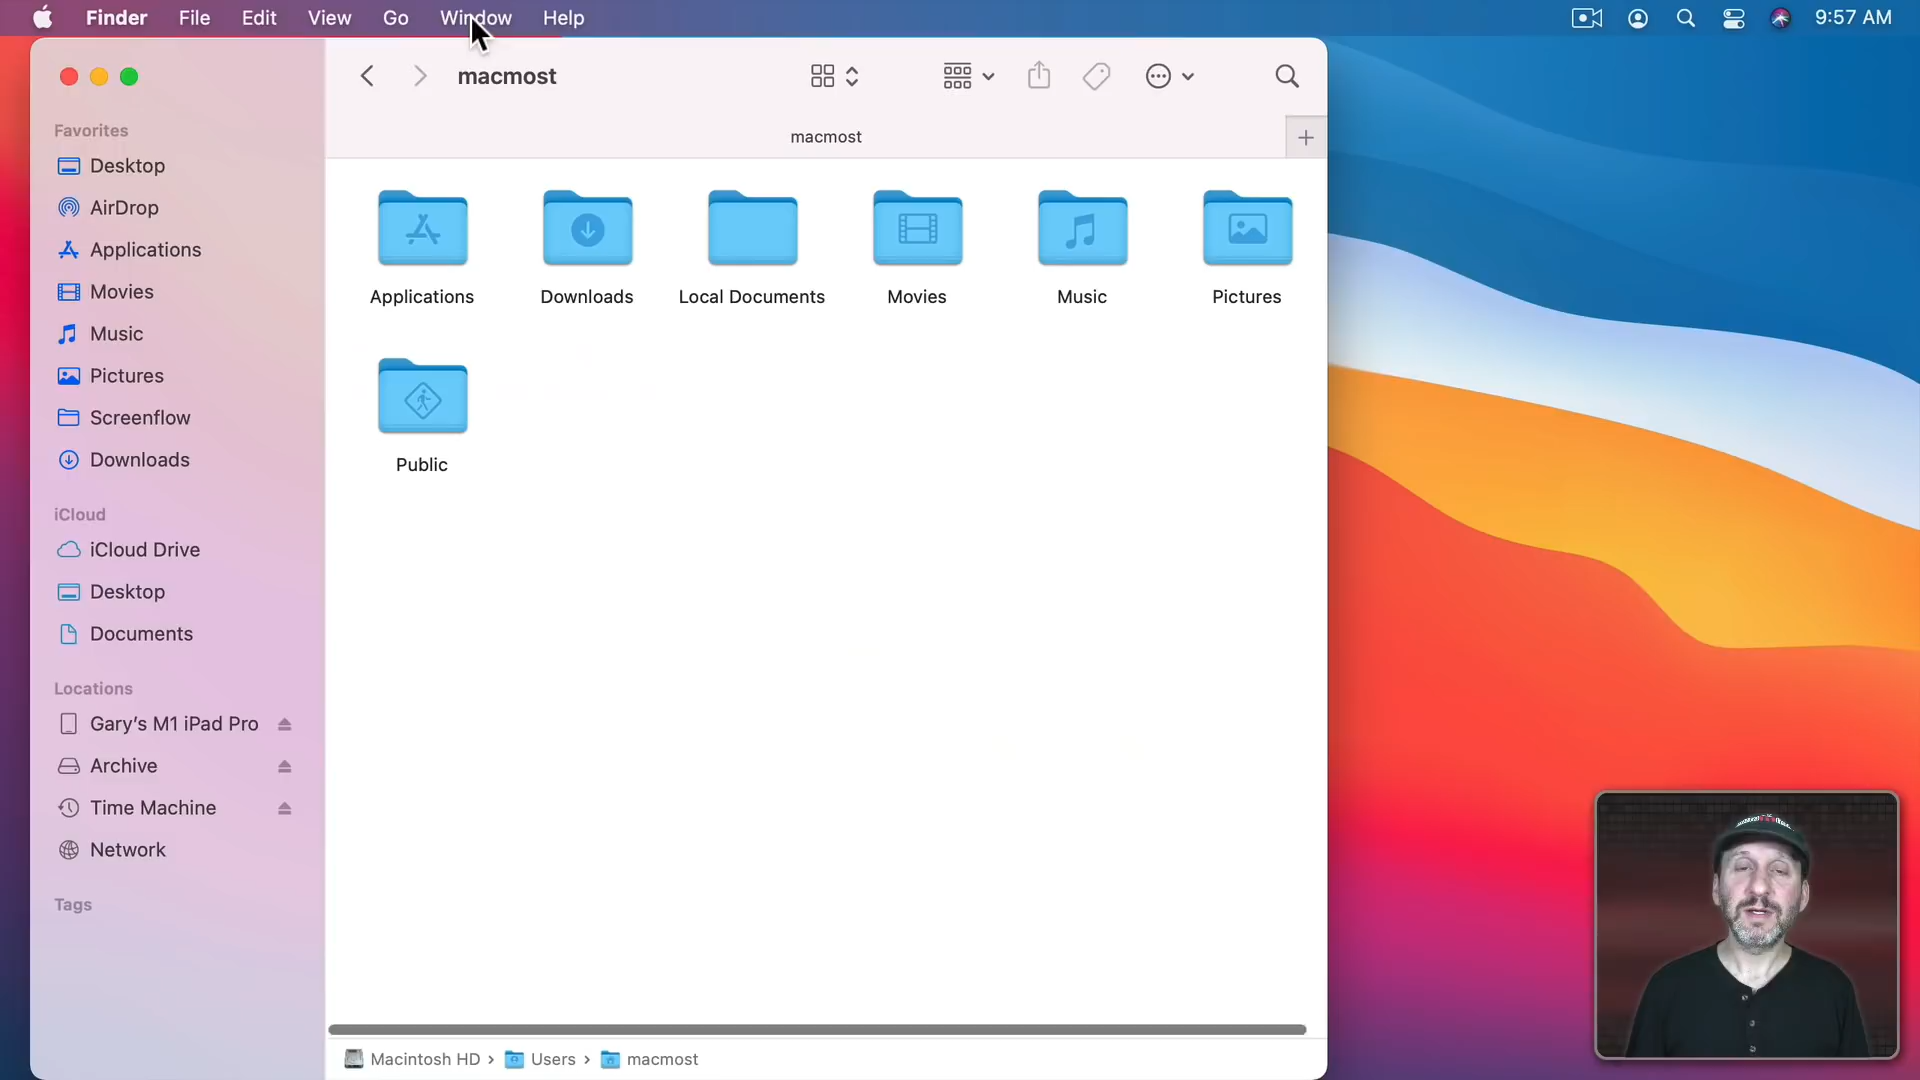 Finder File Edit View Go Window Help 9:57 AM
macmost
macmost
Favorites
Desktop
AirDrop
Applications
Movies
Music
Pictures
Screenflow
Downloads
iCloud
iCloud Drive
Desktop
Documents
Locations
Gary's M1 iPad Pro
Archive
Time Machine
Network
Tags
Applications Downloads Local Documents Movies Music Pictures
Public
Macintosh HD › Users › macmost